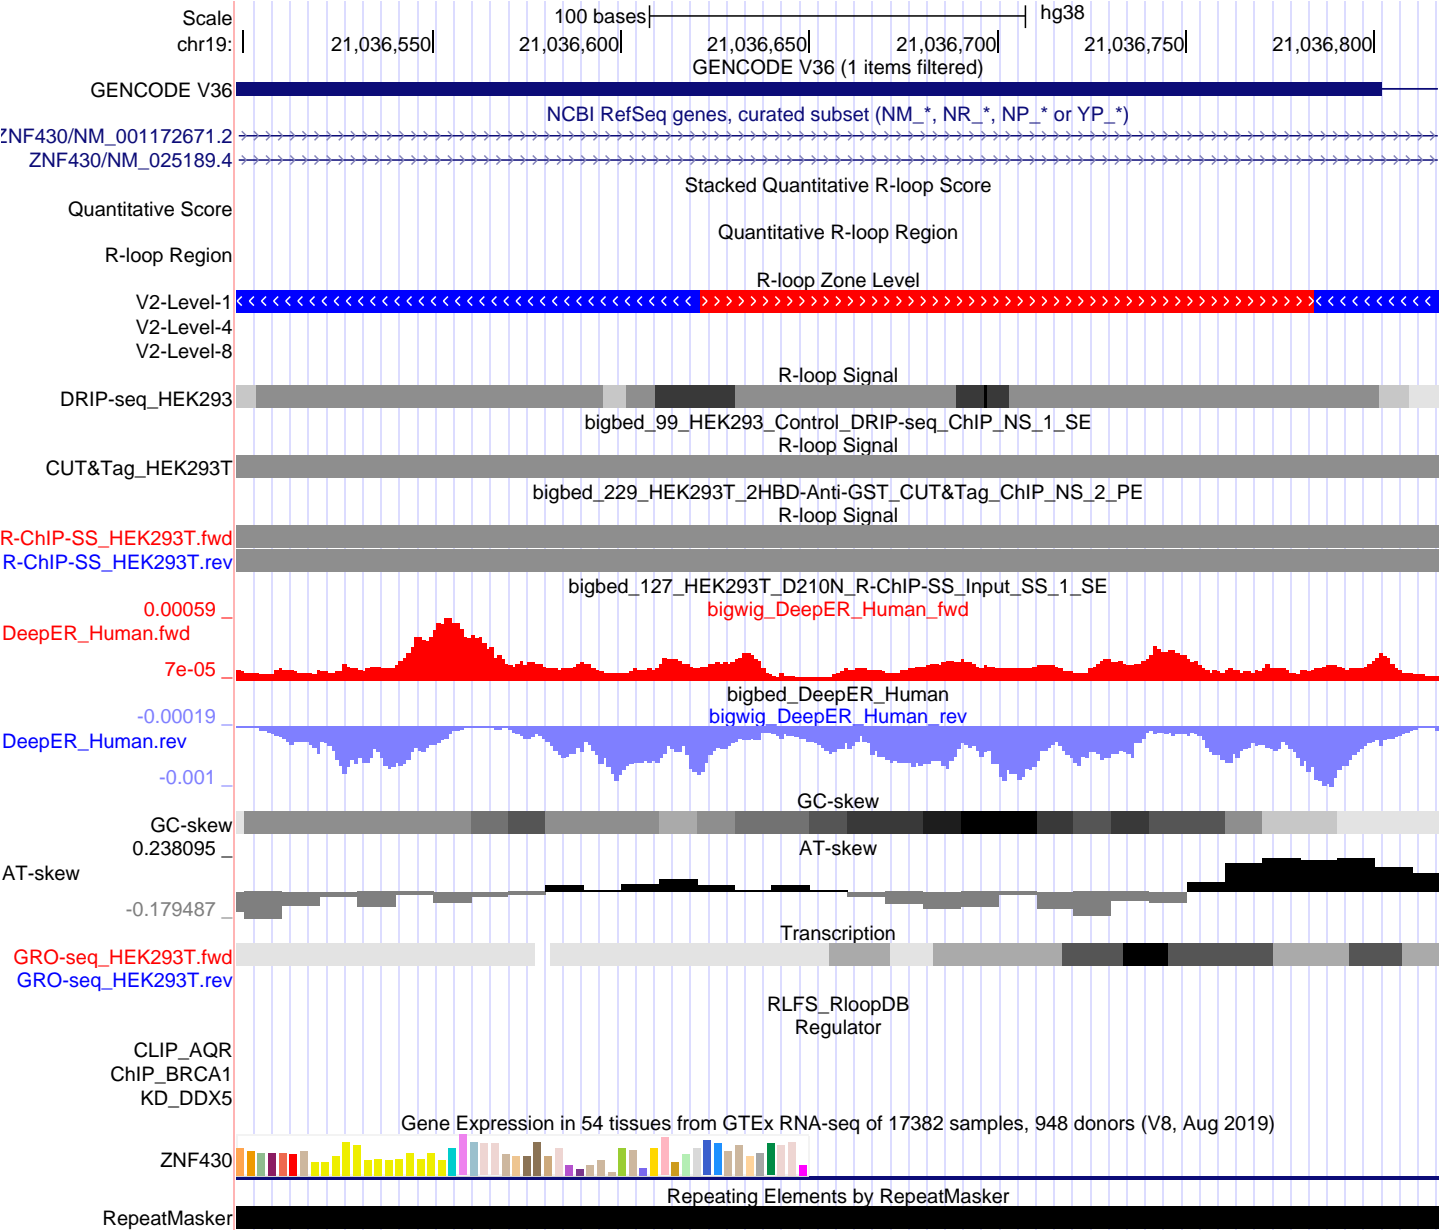 Scale 100 bases hg38
chr19: 21,036,550 21,036,600 21,036,650 21,036,700 21,036,750 21,036,800
GENCODE V36 (1 items filtered)
GENCODE V36
NCBI RefSeq genes, curated subset (NM_*, NR_*, NP_* or YP_*)
ZNF430/NM_001172671.2
ZNF430/NM_025189.4
Stacked Quantitative R-loop Score
Quantitative Score
Quantitative R-loop Region
R-loop Region
R-loop Zone Level
V2-Level-1
V2-Level-4
V2-Level-8
R-loop Signal
DRIP-seq_HEK293
bigbed_99_HEK293_Control_DRIP-seq_ChIP_NS_1_SE
R-loop Signal
CUT&Tag_HEK293T
bigbed_229_HEK293T_2HBD-Anti-GST_CUT&Tag_ChIP_NS_2_PE
R-loop Signal
R-ChIP-SS_HEK293T.fwd
R-ChIP-SS_HEK293T.rev
bigbed_127_HEK293T_D210N_R-ChIP-SS_Input_SS_1_SE
0.00059 _ bigwig_DeepER_Human_fwd
DeepER_Human.fwd
7e-05 _
bigbed_DeepER_Human
-0.00019 _ bigwig_DeepER_Human_rev
DeepER_Human.rev
-0.001 _
GC-skew
GC-skew
0.238095 _ AT-skew
AT-skew
-0.179487 _
Transcription
GRO-seq_HEK293T.fwd
GRO-seq_HEK293T.rev
RLFS_RloopDB
Regulator
CLIP_AQR
ChIP_BRCA1
KD_DDX5
Gene Expression in 54 tissues from GTEx RNA-seq of 17382 samples, 948 donors (V8, Aug 2019)
ZNF430
Repeating Elements by RepeatMasker
RepeatMasker